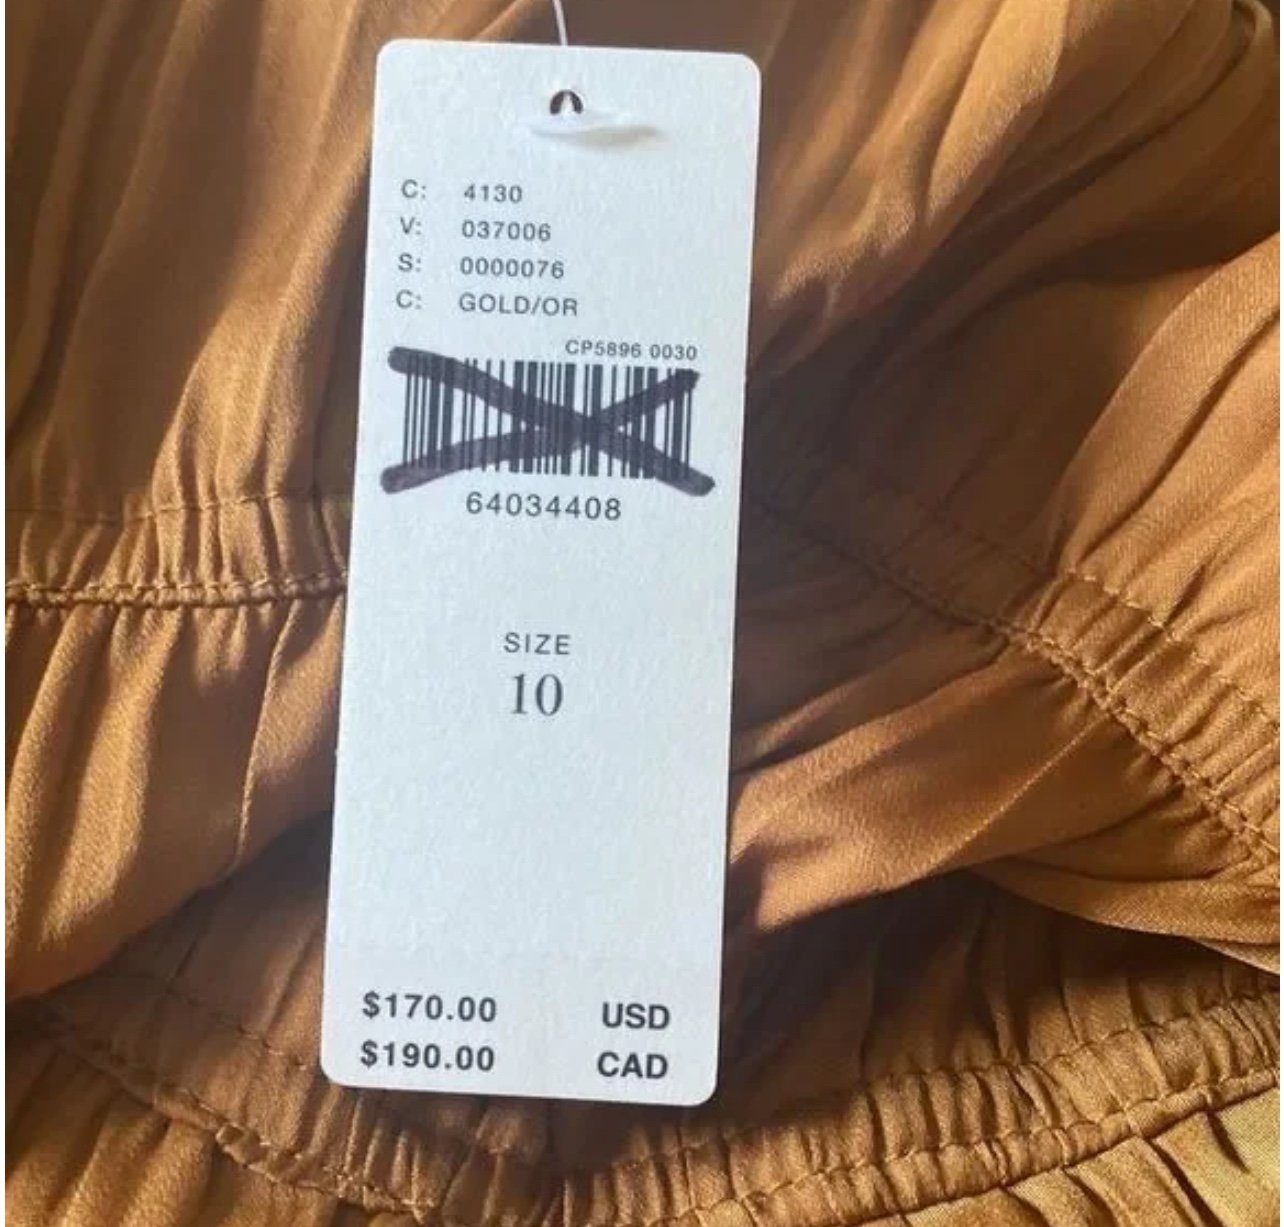 C: 4130
V: 037006
S: 0000076
C: GOLD/OR
CP5896 0030
64034408
SIZE
10
$170.00 USD
$190.00 CAD